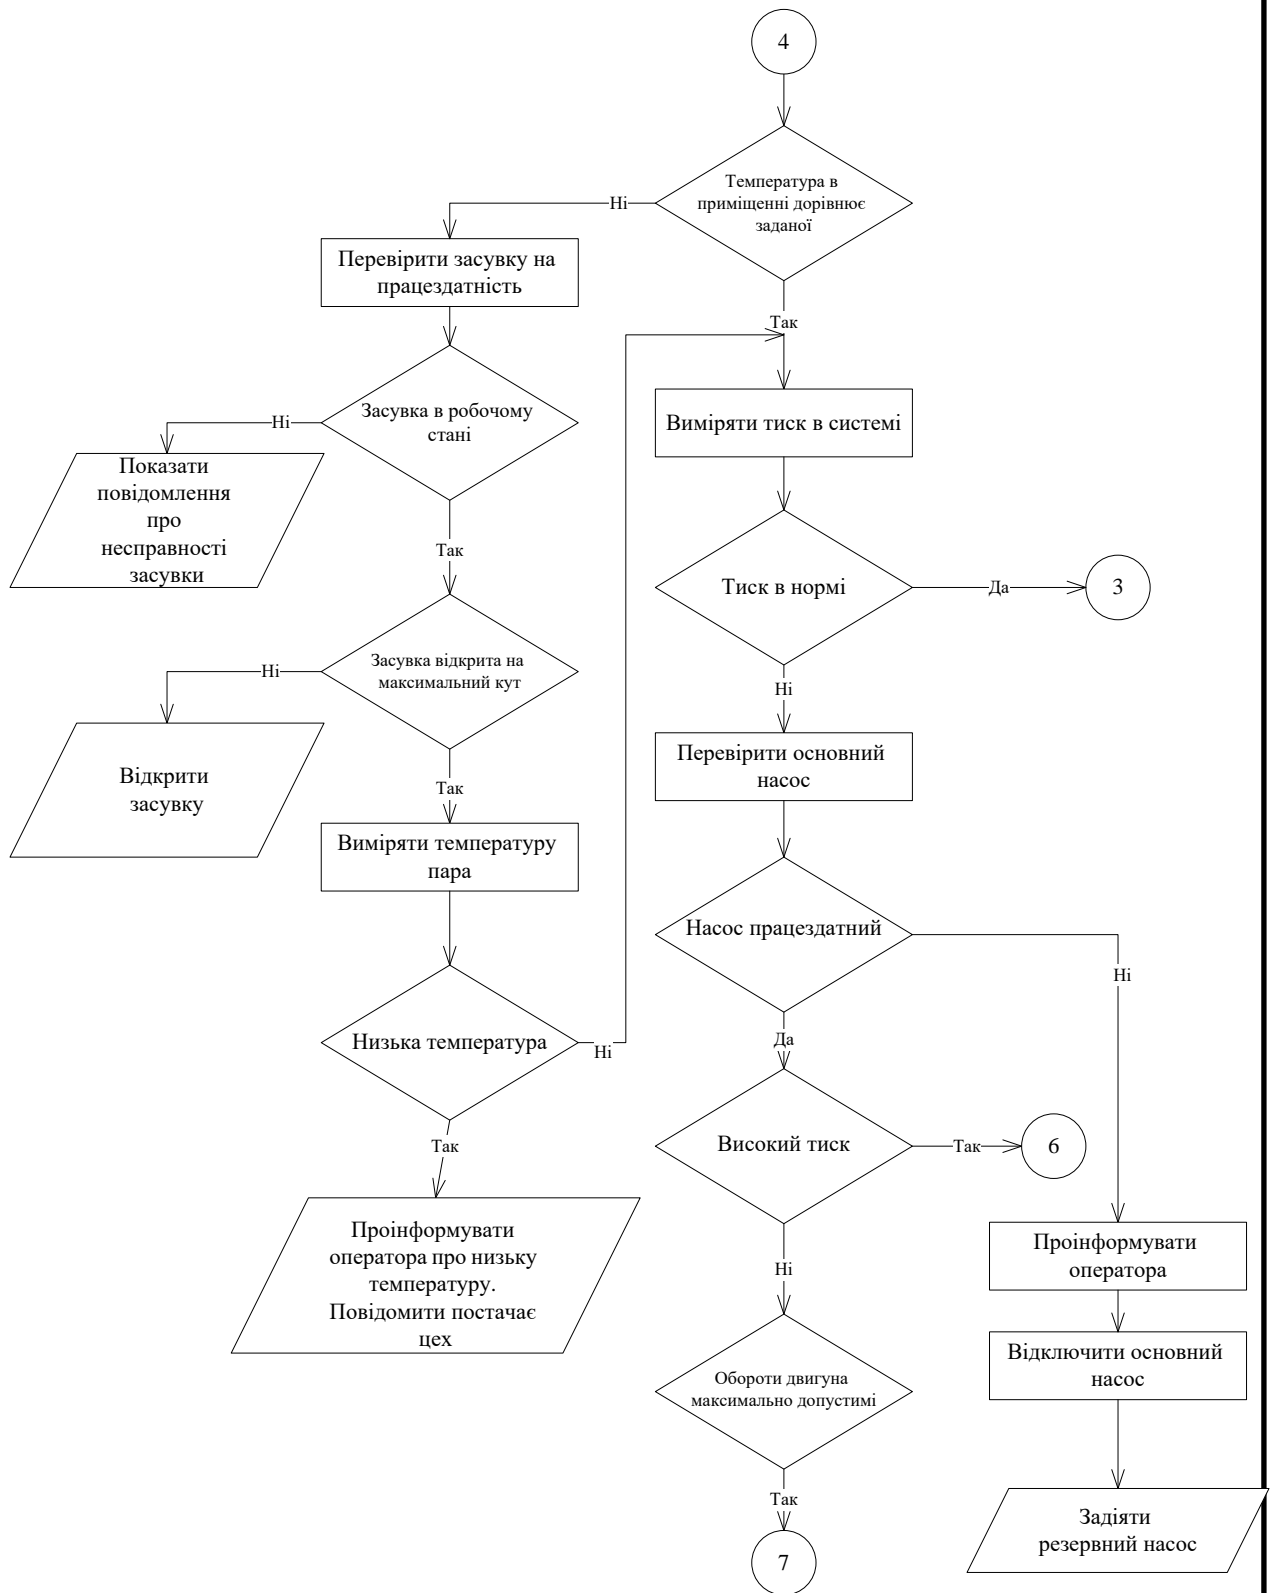 4
Температура в
приміщенні дорівнює
заданої
Ні
Перевірити засувку на
працездатність
Так
Засувка в робочому
стані
Ні
Виміряти тиск в системі
Показати
повідомлення
про
несправності
засувки
Так
Тиск в нормі
Да
3
Засувка відкрита на
максимальний кут
Ні
Ні
Відкрити
засувку
Перевірити основний
насос
Так
Виміряти температуру
пара
Насос працездатний
Ні
Низька температура
Ні
Да
Високий тиск
Так
6
Так
Проінформувати
оператора про низьку
температуру.
Повідомити постачає
цех
Проінформувати
оператора
Ні
Відключити основний
насос
Обороти двигуна
максимально допустимі
Так
7
Задіяти
резервний насос